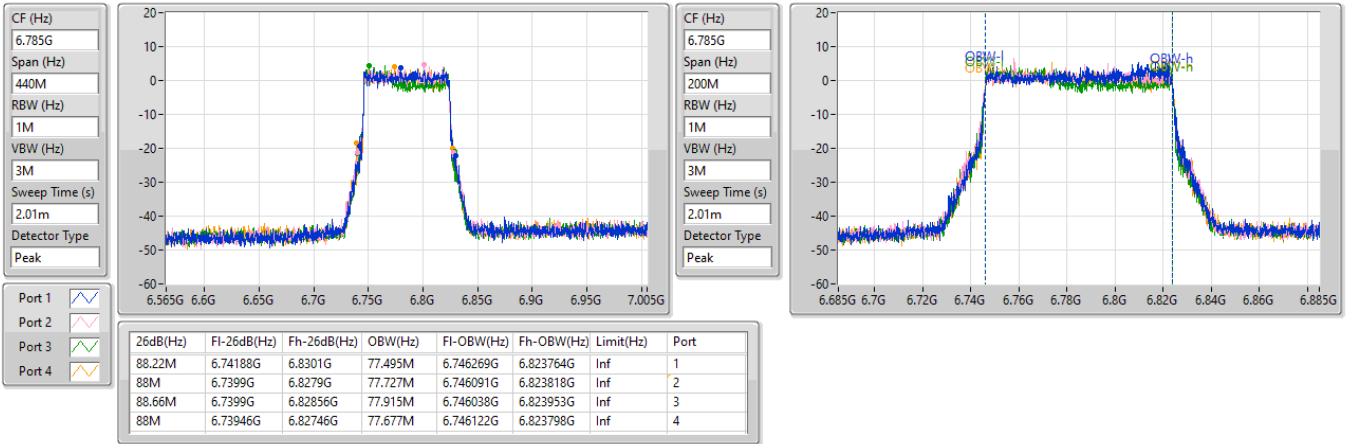 CF (Hz)
6.785G
Span (Hz)
440M
RBW (Hz)
1M
VBW (Hz)
3M
Sweep Time (s)
2.01m
Detector Type
Peak
20
10
0
-10
-20
-30
-40
-50
-60
6.565G 6.6G 6.65G 6.7G 6.75G 6.8G 6.85G 6.9G 6.95G 7.005G
CF (Hz)
6.785G
Span (Hz)
200M
RBW (Hz)
1M
VBW (Hz)
3M
Sweep Time (s)
2.01m
Detector Type
Peak
20
10
0
-10
-20
-30
-40
-50
-60
OBW-l
OBW-h
OBW-h
6.685G 6.7G 6.72G 6.74G 6.76G 6.78G 6.8G 6.82G 6.84G 6.86G 6.885G
Port 1
Port 2
Port 3
Port 4
26dB(Hz) Fl-26dB(Hz) Fh-26dB(Hz) OBW(Hz) Fl-OBW(Hz) Fh-OBW(Hz) Limit(Hz) Port
88.22M 6.74188G 6.8301G 77.495M 6.746269G 6.823764G Inf 1
88M 6.7399G 6.8279G 77.727M 6.746091G 6.823818G Inf 2
88.66M 6.7399G 6.82856G 77.915M 6.746038G 6.823953G Inf 3
88M 6.73946G 6.82746G 77.677M 6.746122G 6.823798G Inf 4